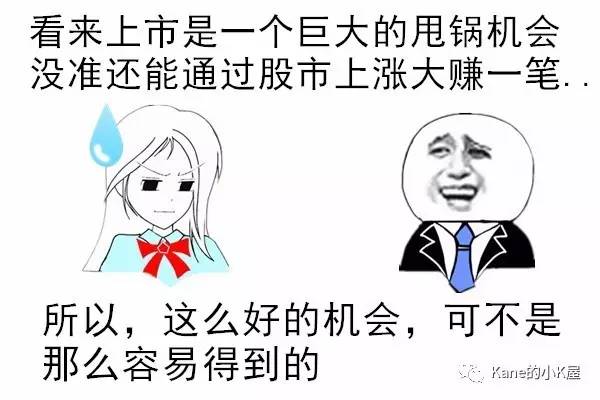 看来上市是一个巨大的甩锅机会
没准还能通过股市上涨大赚一笔..
所以，这么好的机会，可不是
那么容易得到的
Kane的小K屋